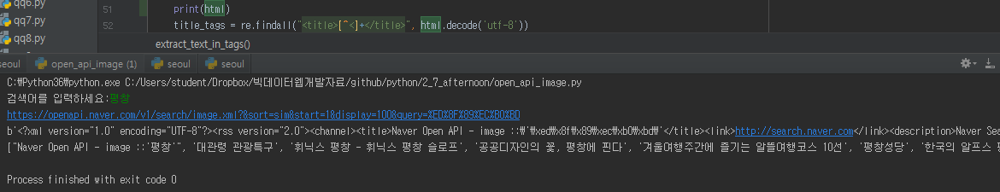 qq6.py
qq7.py
qq8.py
51 print(html)
52 title_tags = re.findall("<title>[^<]+</title>", html.decode('utf-8'))
extract_text_in_tags()
seoul open_api_image (1) seoul seoul
C:₩Python36₩python.exe C:/Users/student/Dropbox/빅데이터웹개발자료/github/python/2_7_afternoon/open_api_image.py
검색어를 입력하세요:평창
https://openapi.naver.com/v1/search/image.xml?&sort=sim&start=1&display=100&query=%ED%8F%89%EC%B0%BD
b'<?xml version="1.0" encoding="UTF-8"?><rss version="2.0"><channel><title>Naver Open API - image ::₩'₩xed₩x8f₩x89₩xec₩xb0₩xbd₩'</title><link>http://search.naver.com</link><description>Naver Sea
["Naver Open API - image ::'평창'", '대관령 관광특구', '휘닉스 평창 - 휘닉스 평창 슬로프', '공공디자인의 꽃, 평창에 핀다', '겨울여행주간에 즐기는 알뜰여행코스 10선', '평창성당', '한국의 알프스
Process finished with exit code 0